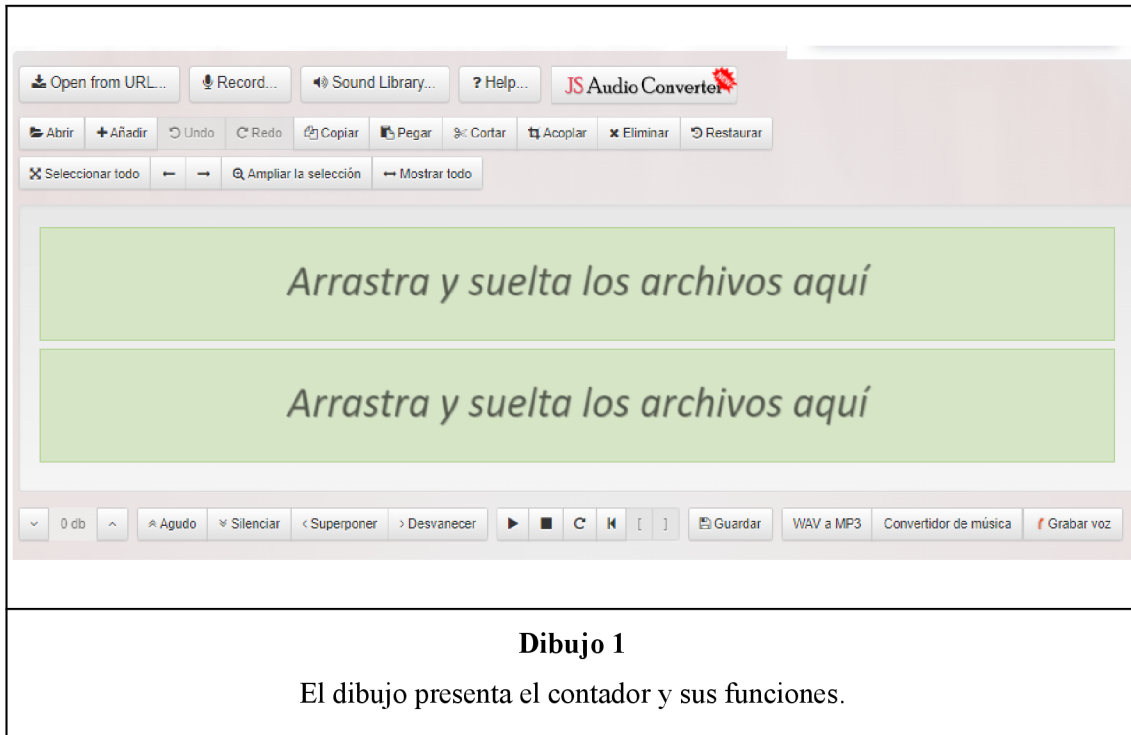 Open from URL... Record... Sound Library... ? Help... JS Audio Converter
Abrir Añadir Undo Redo Copiar Pegar Cortar Acoplar Eliminar Restaurar
Seleccionar todo Ampliar la selección Mostrar todo
Arrastra y suelta los archivos aquí
Arrastra y suelta los archivos aquí
0 db Agudo Silenciar Superponer Desvanecer [ ] Guardar WAV a MP3 Convertidor de música Grabar voz
Dibujo 1
El dibujo presenta el contador y sus funciones.